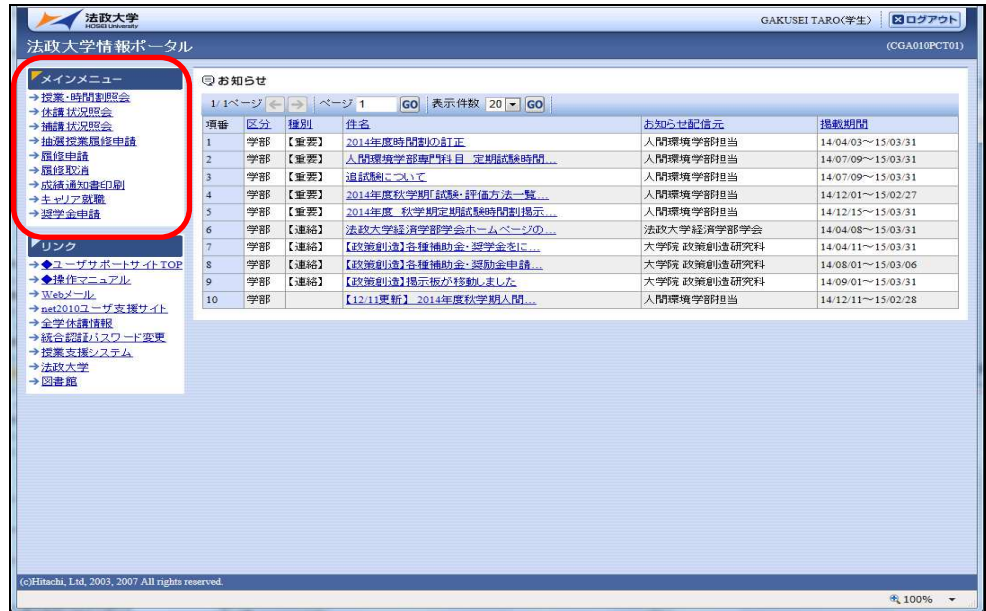 法政大学
HOSEI University
GAKUSEI TARO(学生) ログアウト
法政大学情報ポータル (CGA010PCT01)
メインメニュー
授業・時間割照会
休講状況照会
補講状況照会
抽選授業履修申請
履修申請
履修取消
成績通知書印刷
キャリア就職
奨学金申請
リンク
◆ユーザサポートサイトTOP
◆操作マニュアル
Webメール
net2010ユーザ支援サイト
全学休講情報
統合認証パスワード変更
授業支援システム
法政大学
図書館
お知らせ
1/1ページ ページ 1 GO 表示件数 20 GO
項番 区分 種別 件名 お知らせ配信元 掲載期間
1 学部 【重要】 2014年度時間割の訂正 人間環境学部担当 14/04/03～15/03/31
2 学部 【重要】 人間環境学部専門科目 定期試験時間... 人間環境学部担当 14/07/09～15/03/31
3 学部 【重要】 追試験について 人間環境学部担当 14/07/09～15/03/31
4 学部 【重要】 2014年度秋学期「試験・評価方法一覧... 人間環境学部担当 14/12/01～15/02/27
5 学部 【重要】 2014年度 秋学期定期試験時間割掲示... 人間環境学部担当 14/12/15～15/03/31
6 学部 【連絡】 法政大学経済学部学会ホームページの... 法政大学経済学部学会 14/04/08～15/03/31
7 学部 【連絡】 【政策創造】各種補助金・奨学金をに... 大学院 政策創造研究科 14/04/11～15/03/31
8 学部 【連絡】 【政策創造】各種補助金・奨励金申請... 大学院 政策創造研究科 14/08/01～15/03/06
9 学部 【連絡】 【政策創造】掲示板が移動しました 大学院 政策創造研究科 14/09/01～15/03/31
10 学部 【12/11更新】 2014年度秋学期人間... 人間環境学部担当 14/12/11～15/02/28
(c)Hitachi, Ltd, 2003, 2007 All rights reserved.
100%